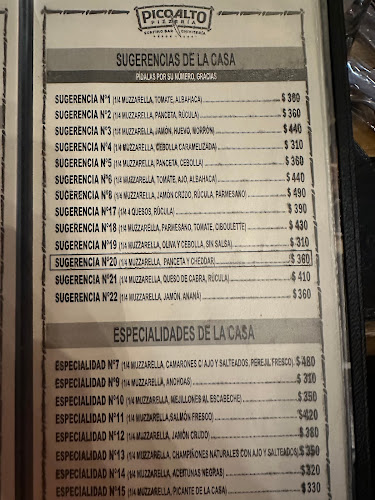 PICOALTO
PIZZERÍA
SUGERENCIAS DE LA CASA
PÍDALAS POR SU NÚMERO, GRACIAS
SUGERENCIA Nº1 (1/4 MUZZARELLA, TOMATE, ALBAHACA) $ 360
SUGERENCIA Nº2 (1/4 MUZZARELLA, PANCETA, RÚCULA) $ 360
SUGERENCIA Nº3 (1/4 MUZZARELLA, JAMÓN, HUEVO, MORRÓN) $ 440
SUGERENCIA Nº4 (1/4 MUZZARELLA, CEBOLLA CARAMELIZADA) $ 310
SUGERENCIA Nº5 (1/4 MUZZARELLA, PANCETA, CEBOLLA) $ 360
SUGERENCIA Nº6 (1/4 MUZZARELLA, TOMATE, AJO, ALBAHACA) $ 440
SUGERENCIA Nº8 (1/4 MUZZARELLA, JAMÓN CRUDO, RÚCULA, PARMESANO) $ 490
SUGERENCIA Nº17 (1/4 4 QUESOS, RÚCULA) $ 390
SUGERENCIA Nº18 (1/4 MUZZARELLA, PARMESANO, TOMATE, CIBOULETTE) $ 430
SUGERENCIA Nº19 (1/4 MUZZARELLA, OLIVA Y CEBOLLA, SIN SALSA) $ 310
SUGERENCIA Nº20 (1/4 MUZZARELLA, PANCETA Y CHEDDAR) $ 360
SUGERENCIA Nº21 (1/4 MUZZARELLA, QUESO DE CABRA, RÚCULA) $ 410
SUGERENCIA Nº22 (1/4 MUZZARELLA, JAMÓN, ANANÁ) $ 360
ESPECIALIDADES DE LA CASA
ESPECIALIDAD Nº7 (1/4 MUZZARELLA, CAMARONES C/ AJO Y SALTEADOS, PEREJIL FRESCO) $ 480
ESPECIALIDAD Nº9 (1/4 MUZZARELLA, ANCHOAS) $ 310
ESPECIALIDAD Nº10 (1/4 MUZZARELLA, MEJILLONES AL ESCABECHE) $ 350
ESPECIALIDAD Nº11 (1/4 MUZZARELLA, SALMÓN FRESCO) $ 420
ESPECIALIDAD Nº12 (1/4 MUZZARELLA, JAMÓN CRUDO) $ 380
ESPECIALIDAD Nº13 (1/4 MUZZARELLA, CHAMPIÑONES NATURALES CON AJO Y SALTEADOS) $ 350
ESPECIALIDAD Nº14 (1/4 MUZZARELLA, ACEITUNAS NEGRAS) $ 320
ESPECIALIDAD Nº15 (1/4 MUZZARELLA, PICANTE DE LA CASA) $ 330